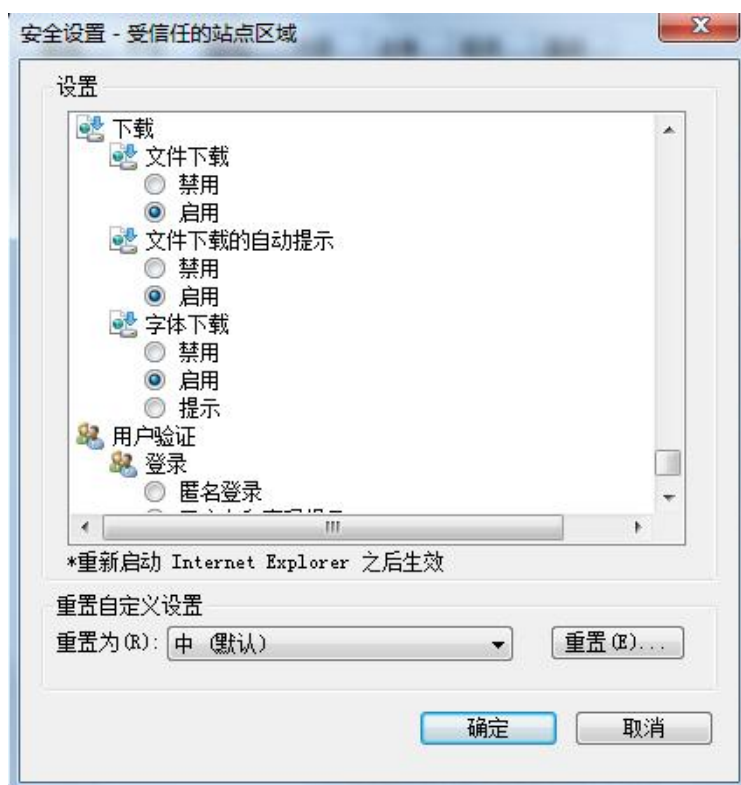 安全设置 - 受信任的站点区域
设置
下载
文件下载
禁用
启用
文件下载的自动提示
禁用
启用
字体下载
禁用
启用
提示
用户验证
登录
匿名登录
*重新启动 Internet Explorer 之后生效
重置自定义设置
重置为(R): 中 (默认) 重置(E)...
确定 取消